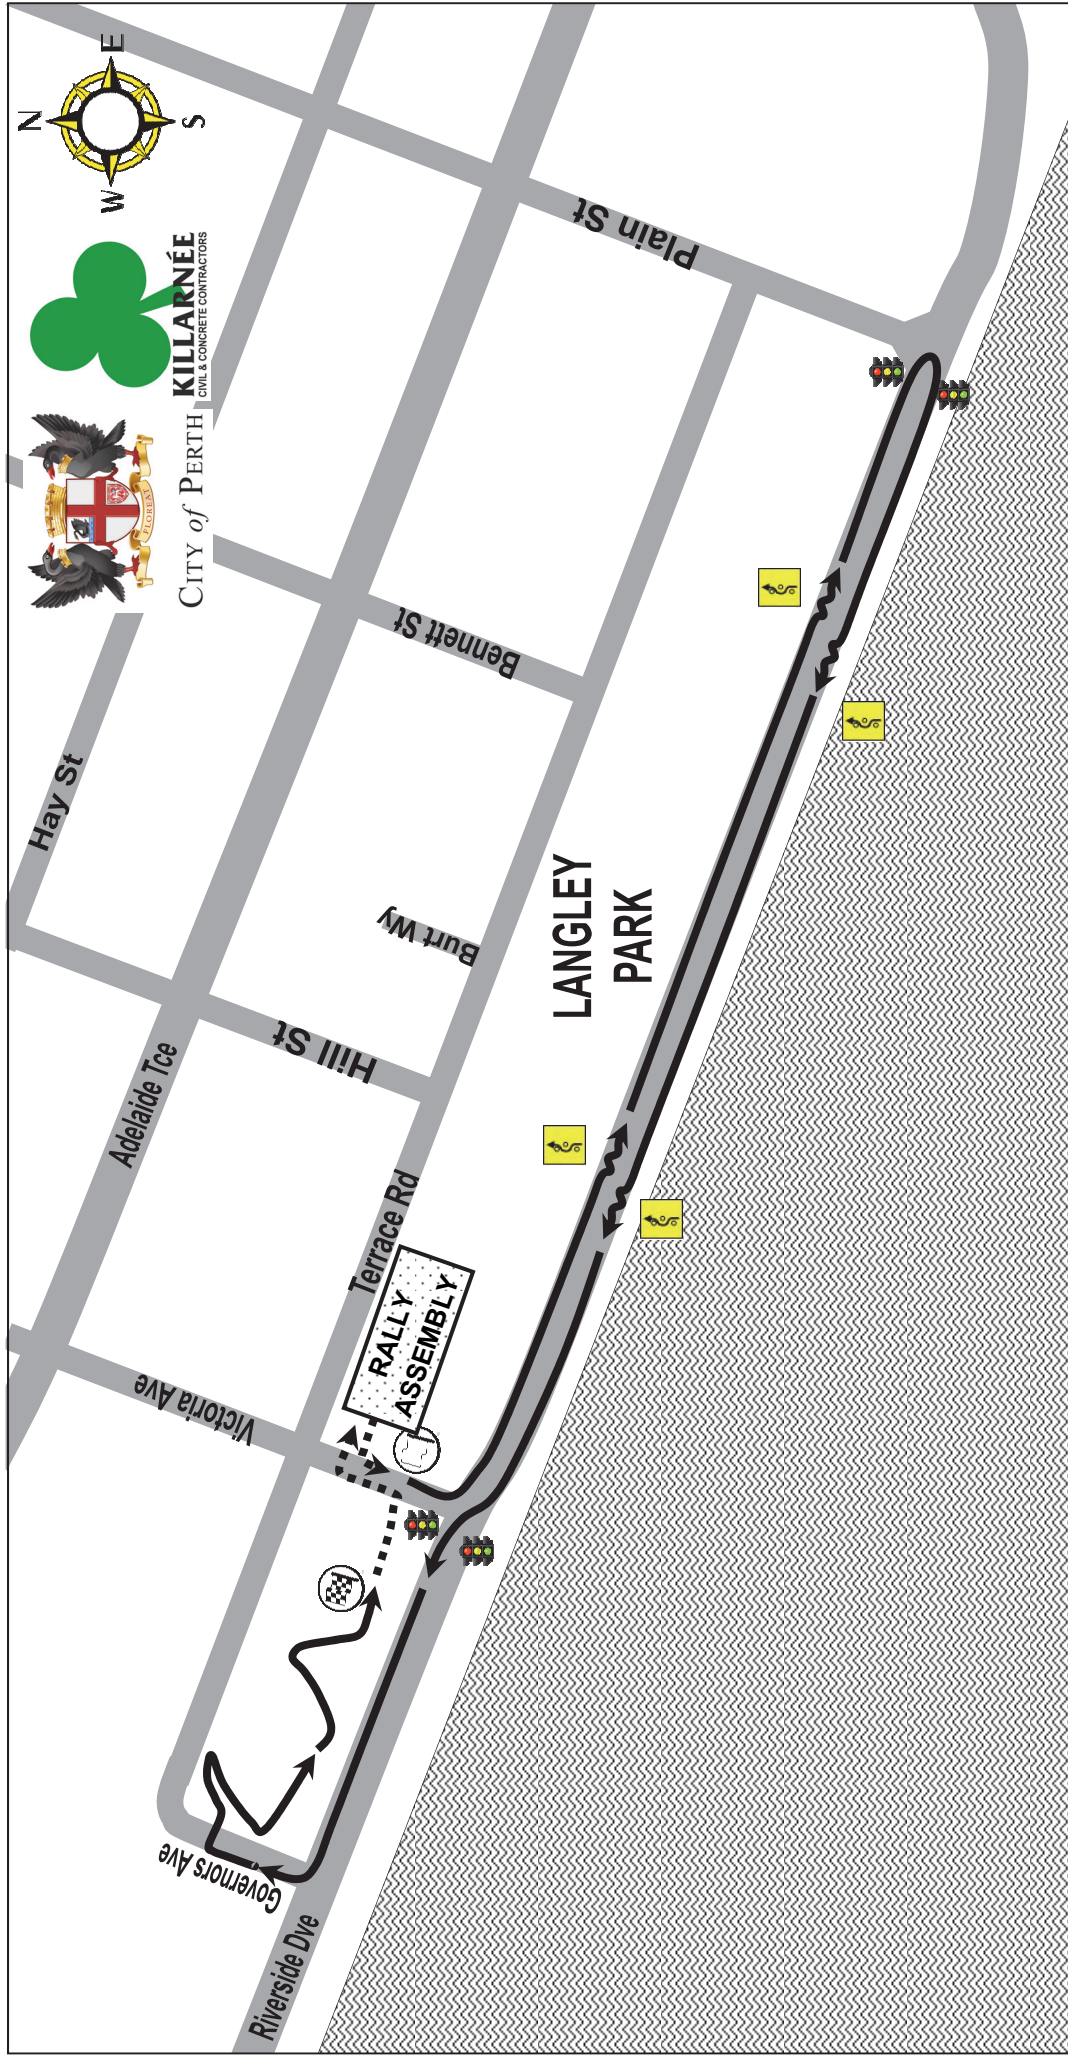 N
E
S
W
KILLARNÉE
CIVIL & CONCRETE CONTRACTORS
FLOREAT
CITY of PERTH
Hay St
Plain St
Bennett St
Burt Wy
Hill St
Adelaide Tce
Terrace Rd
LANGLEY
PARK
RALLY
ASSEMBLY
Victoria Ave
Governors Ave
Riverside Dve